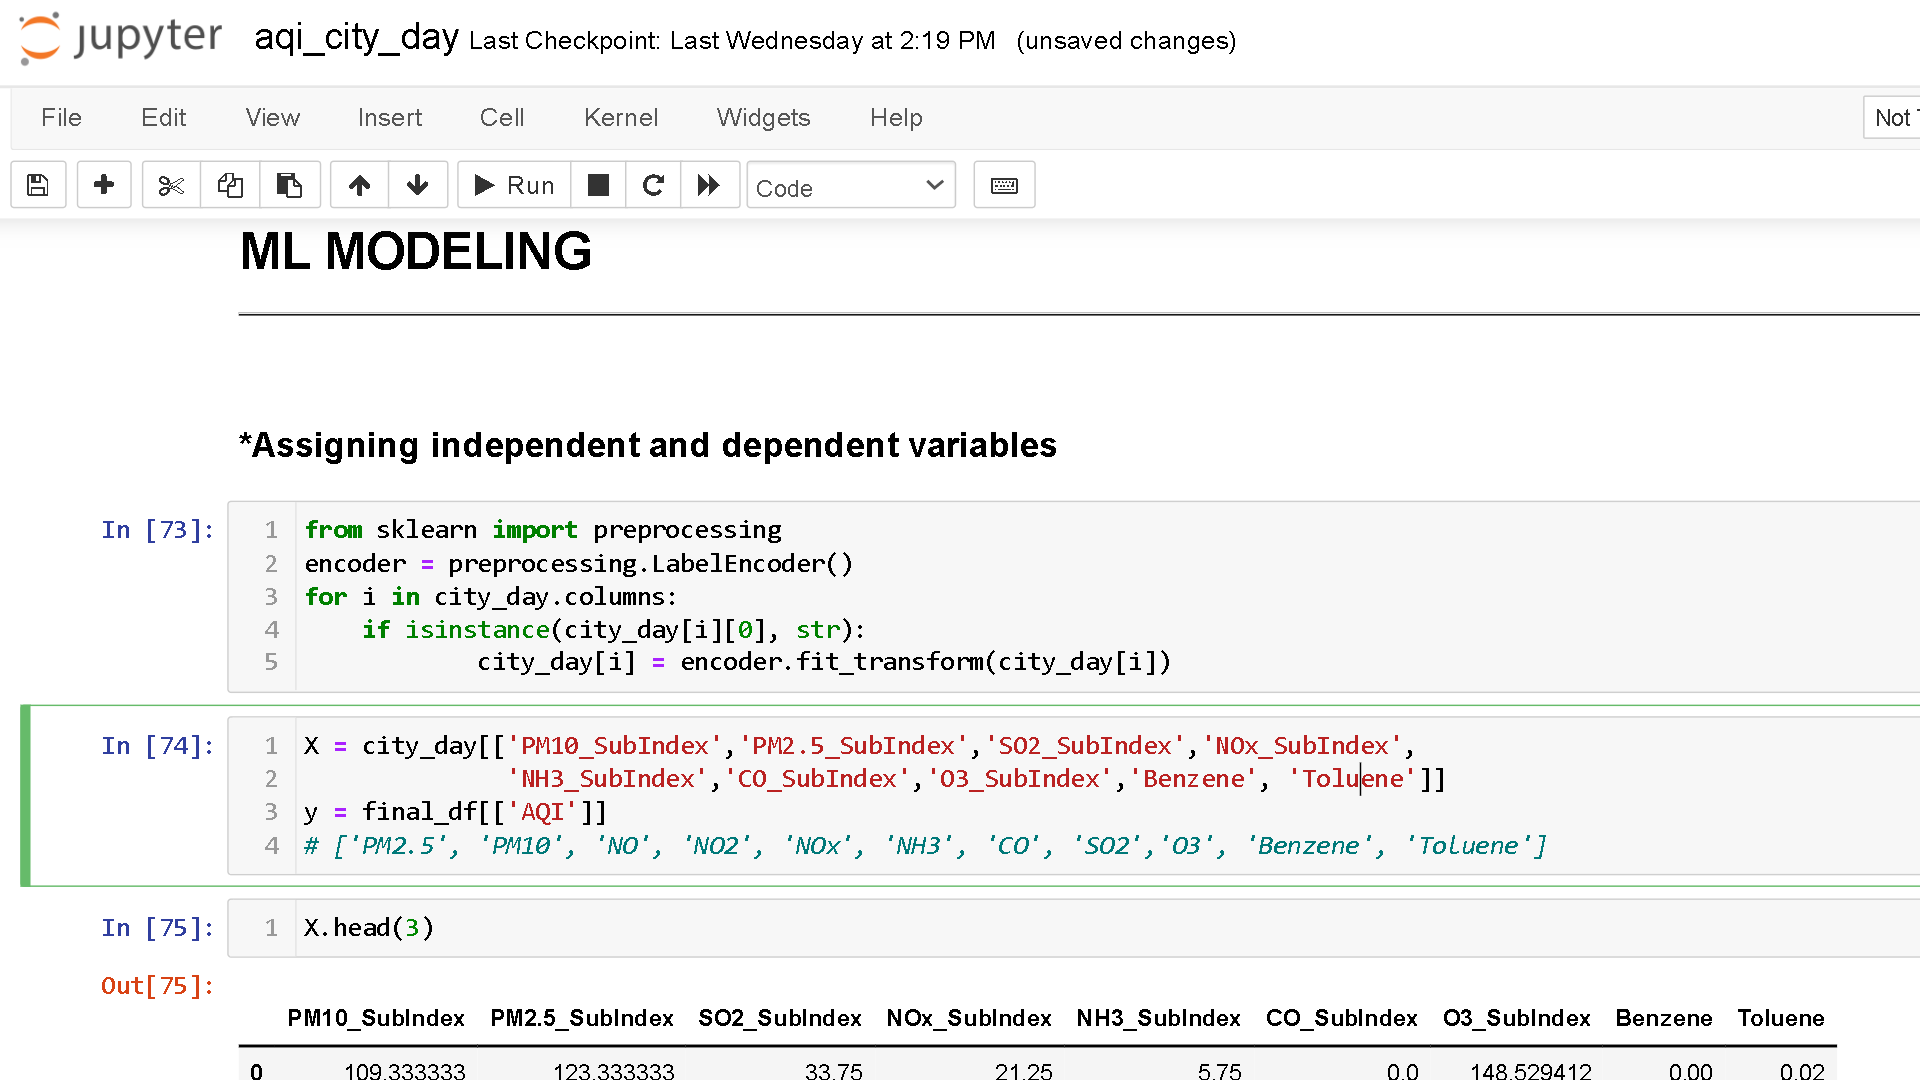 jupyter aqi_city_day Last Checkpoint: Last Wednesday at 2:19 PM (unsaved changes)
File Edit View Insert Cell Kernel Widgets Help Not
Run Code
ML MODELING
*Assigning independent and dependent variables
In [73]:
1 from sklearn import preprocessing
2 encoder = preprocessing.LabelEncoder()
3 for i in city_day.columns:
4     if isinstance(city_day[i][0], str):
5             city_day[i] = encoder.fit_transform(city_day[i])
In [74]:
1 X = city_day[['PM10_SubIndex','PM2.5_SubIndex','SO2_SubIndex','NOx_SubIndex',
2               'NH3_SubIndex','CO_SubIndex','O3_SubIndex','Benzene', 'Toluene']]
3 y = final_df[['AQI']]
4 # ['PM2.5', 'PM10', 'NO', 'NO2', 'NOx', 'NH3', 'CO', 'SO2','O3', 'Benzene', 'Toluene']
In [75]:
1 X.head(3)
Out[75]:
PM10_SubIndex PM2.5_SubIndex SO2_SubIndex NOx_SubIndex NH3_SubIndex CO_SubIndex O3_SubIndex Benzene Toluene
0 109.333333 123.333333 33.75 21.25 5.75 0.0 148.529412 0.00 0.02